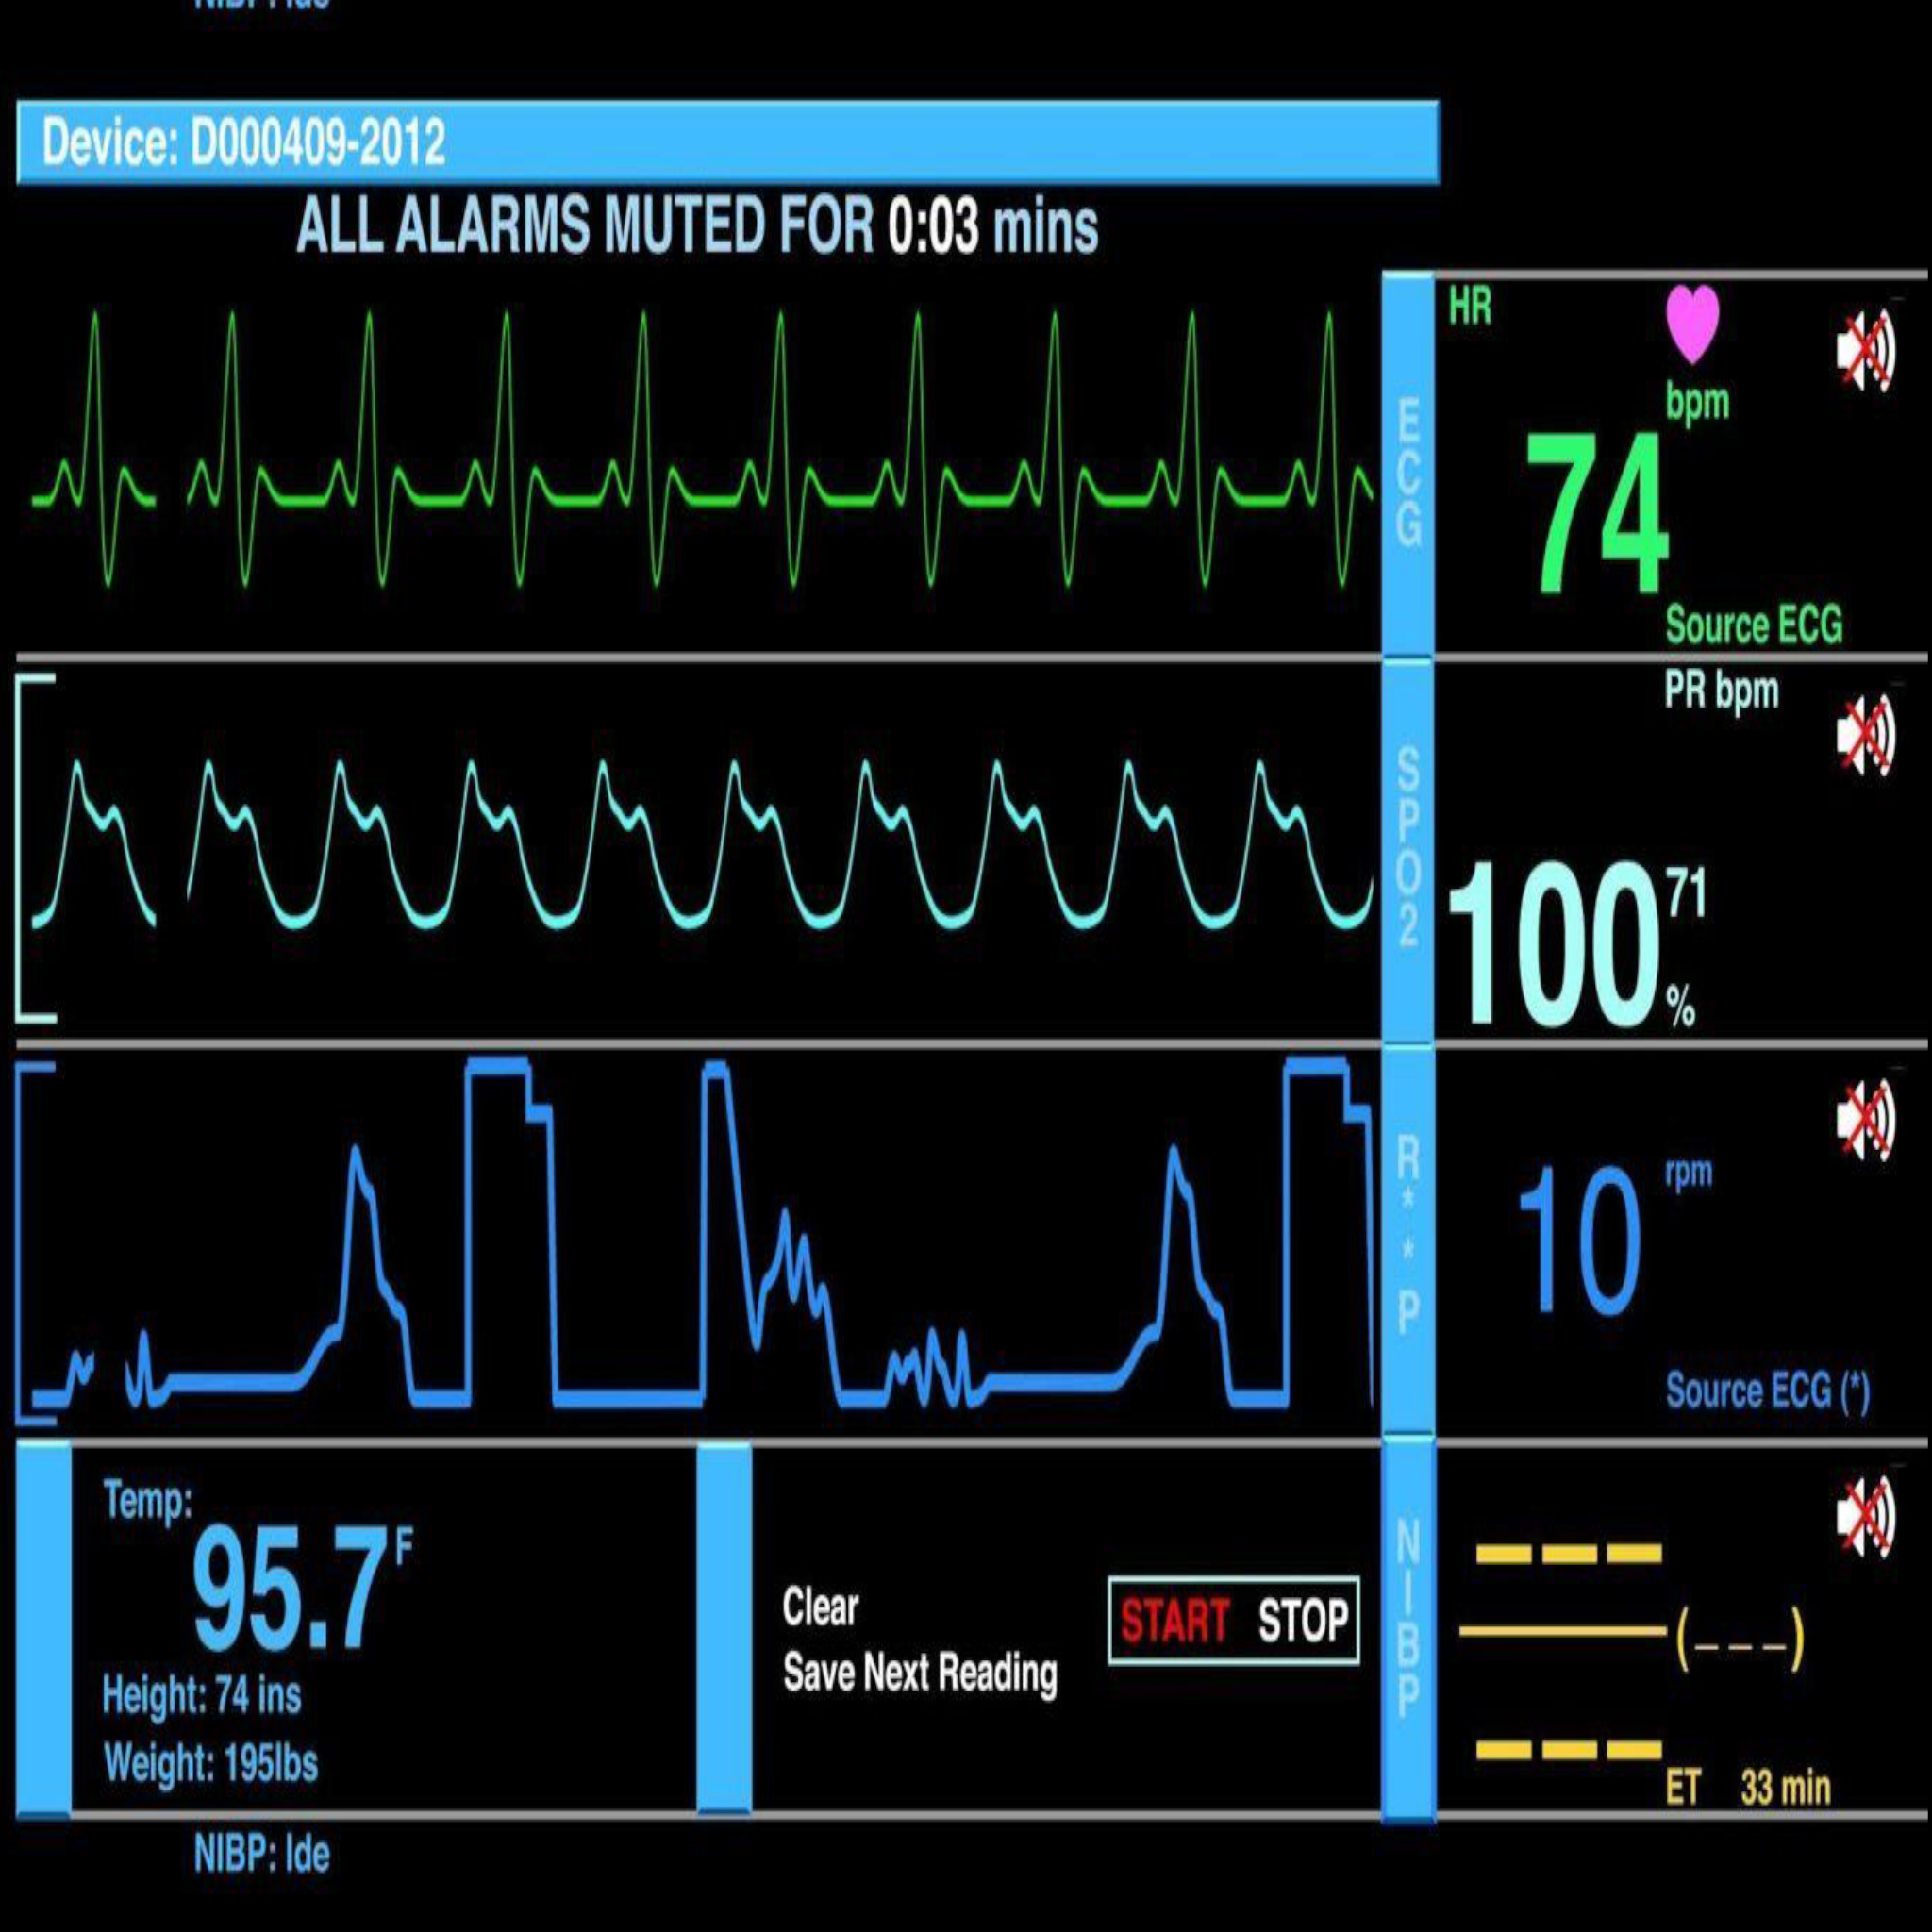 Device: D000409-2012
ALL ALARMS MUTED FOR 0:03 mins
HR
bpm
74
Source ECG
ECG
PR bpm
SPO2
100 71
%
R**P
rpm
10
Source ECG (*)
Temp:
95.7 F
Height: 74 ins
Weight: 195lbs
Clear
Save Next Reading
START STOP
NIBP
--- 
(---)
---
ET 33 min
NIBP: Ide